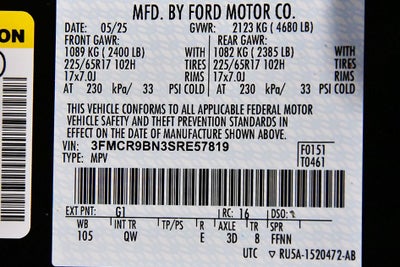 MFD. BY FORD MOTOR CO.
DATE: 05/25 GVWR: 2123 KG ( 4680 LB)
FRONT GAWR: REAR GAWR:
1089 KG ( 2400 LB) WITH 1082 KG ( 2385 LB) WITH
225/65R17 102H TIRES 225/65R17 102H TIRES
17x7.0J RIMS 17x7.0J RIMS
AT 230 kPa/ 33 PSI COLD AT 230 kPa/ 33 PSI COLD
THIS VEHICLE CONFORMS TO ALL APPLICABLE FEDERAL MOTOR
VEHICLE SAFETY AND THEFT PREVENTION STANDARDS IN
EFFECT ON THE DATE OF MANUFACTURE SHOWN ABOVE.
VIN: 3FMCR9BN3SRE57819 F0151
TYPE: MPV T0461
EXT PNT: G1 RC: 16 DSO:
WB INT TR TP/PS R AXLE TR SPR
105 QW E 3D 8 FFNN
UTC RU5A-1520472-AB
ON